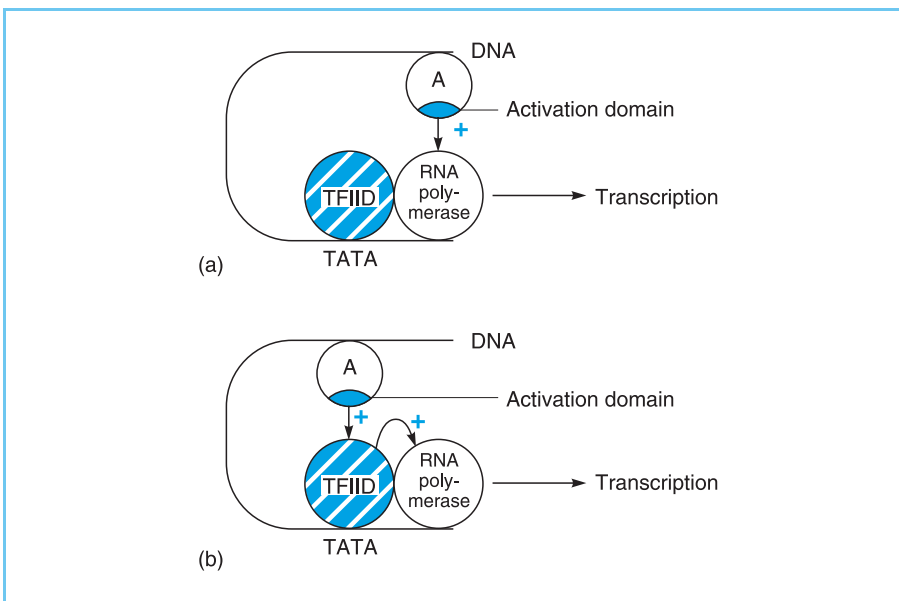 DNA
A
Activation domain
+
RNA
poly-
merase
TFIID
Transcription
TATA
(a)
DNA
A
Activation domain
+
+
RNA
poly-
merase
TFIID
Transcription
TATA
(b)